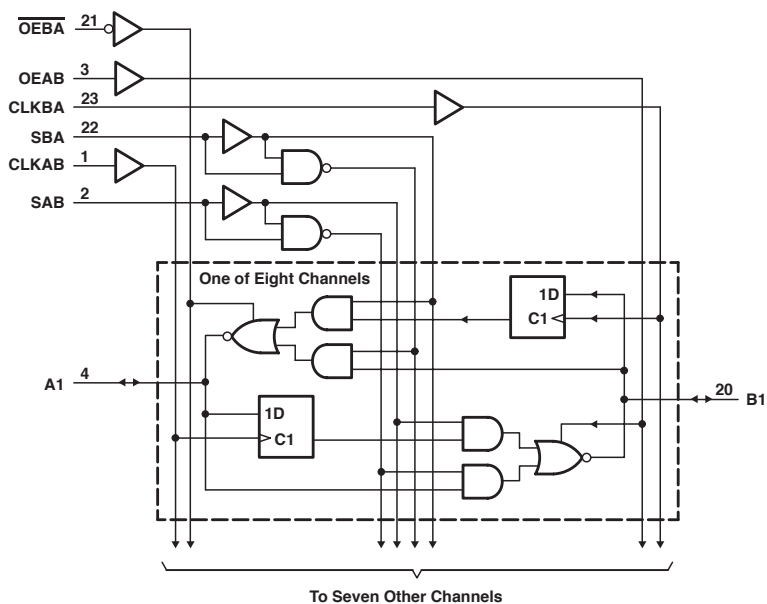 OEBA 21
OEAB 3
CLKBA 23
SBA 22
CLKAB 1
SAB 2
One of Eight Channels
1D
C1
A1 4
20 B1
1D
C1
To Seven Other Channels